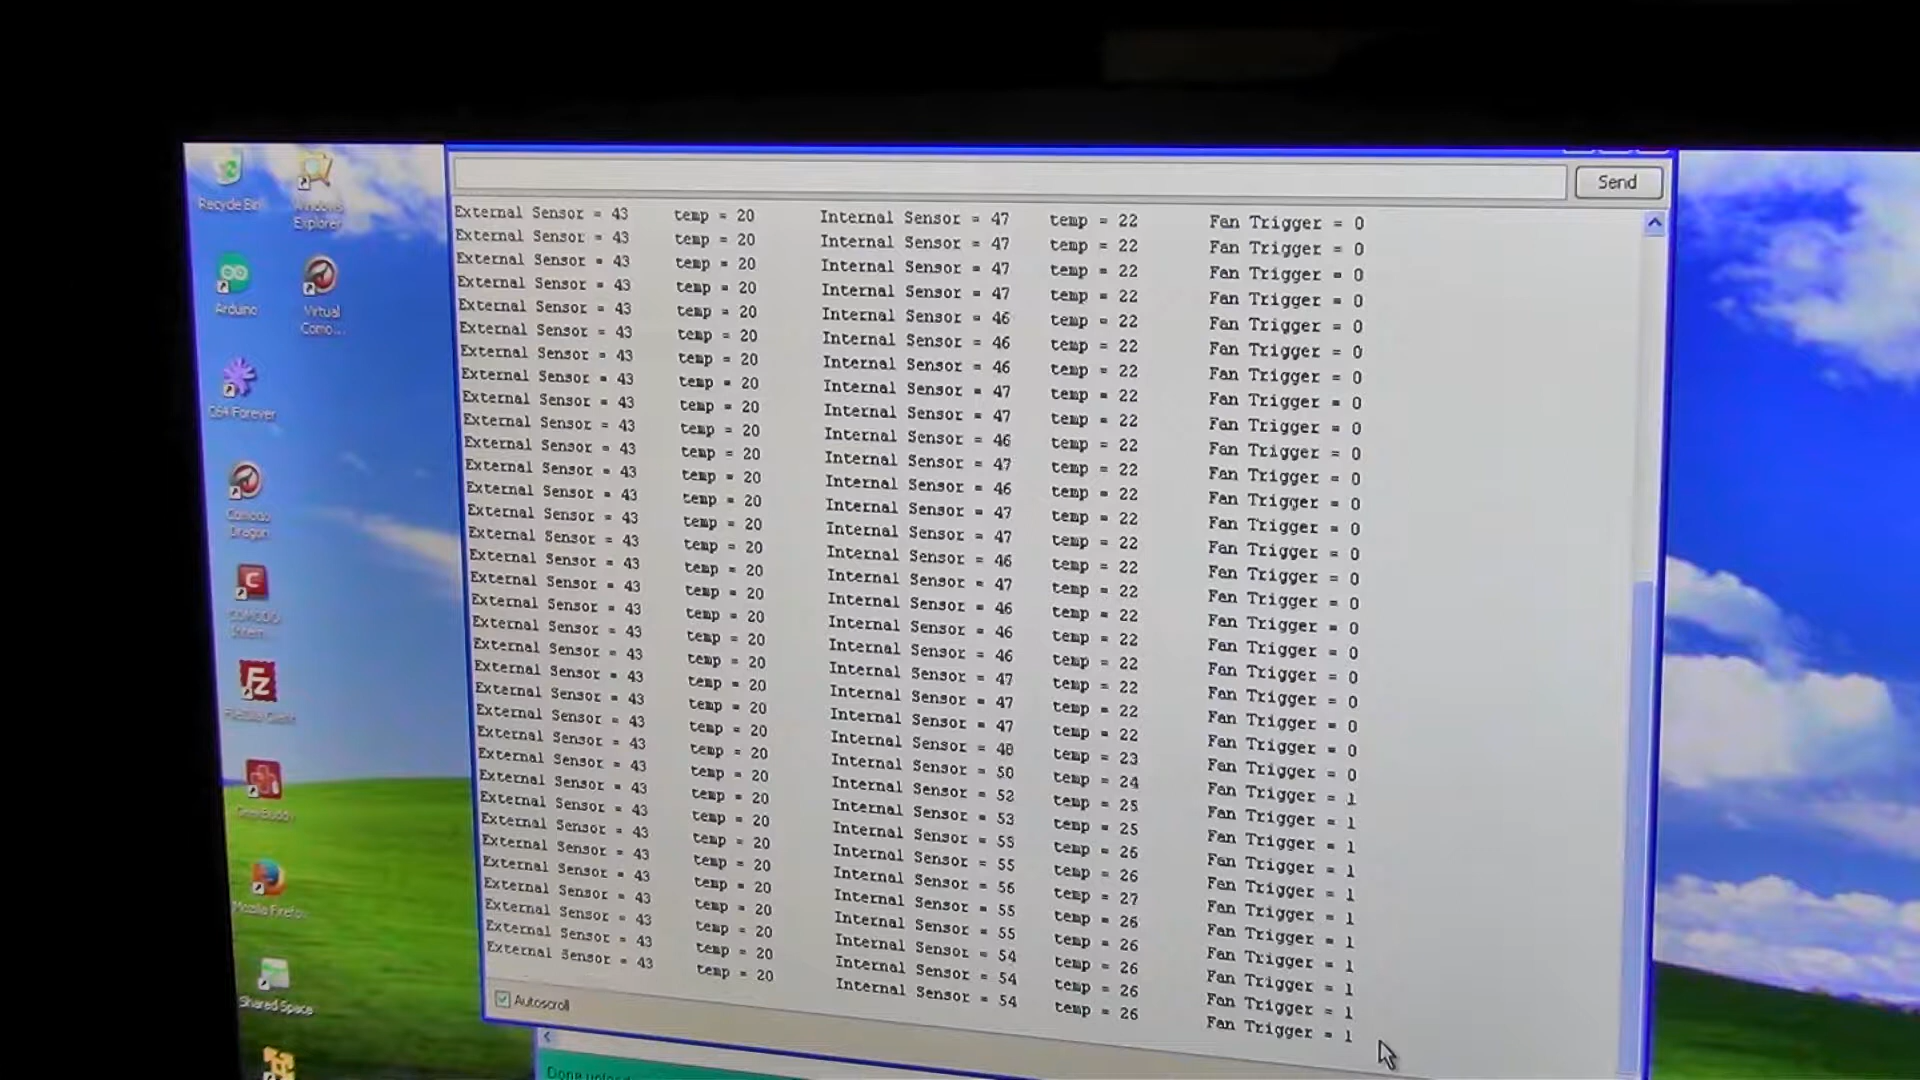 Send
External Sensor = 43 temp = 20 Internal Sensor = 47 temp = 22 Fan Trigger = 0
External Sensor = 43 temp = 20 Internal Sensor = 47 temp = 22 Fan Trigger = 0
External Sensor = 43 temp = 20 Internal Sensor = 47 temp = 22 Fan Trigger = 0
External Sensor = 43 temp = 20 Internal Sensor = 47 temp = 22 Fan Trigger = 0
External Sensor = 43 temp = 20 Internal Sensor = 46 temp = 22 Fan Trigger = 0
External Sensor = 43 temp = 20 Internal Sensor = 46 temp = 22 Fan Trigger = 0
External Sensor = 43 temp = 20 Internal Sensor = 46 temp = 22 Fan Trigger = 0
External Sensor = 43 temp = 20 Internal Sensor = 47 temp = 22 Fan Trigger = 0
External Sensor = 43 temp = 20 Internal Sensor = 47 temp = 22 Fan Trigger = 0
External Sensor = 43 temp = 20 Internal Sensor = 46 temp = 22 Fan Trigger = 0
External Sensor = 43 temp = 20 Internal Sensor = 47 temp = 22 Fan Trigger = 0
External Sensor = 43 temp = 20 Internal Sensor = 46 temp = 22 Fan Trigger = 0
External Sensor = 43 temp = 20 Internal Sensor = 47 temp = 22 Fan Trigger = 0
External Sensor = 43 temp = 20 Internal Sensor = 47 temp = 22 Fan Trigger = 0
External Sensor = 43 temp = 20 Internal Sensor = 46 temp = 22 Fan Trigger = 0
External Sensor = 43 temp = 20 Internal Sensor = 47 temp = 22 Fan Trigger = 0
External Sensor = 43 temp = 20 Internal Sensor = 46 temp = 22 Fan Trigger = 0
External Sensor = 43 temp = 20 Internal Sensor = 46 temp = 22 Fan Trigger = 0
External Sensor = 43 temp = 20 Internal Sensor = 46 temp = 22 Fan Trigger = 0
External Sensor = 43 temp = 20 Internal Sensor = 47 temp = 22 Fan Trigger = 0
External Sensor = 43 temp = 20 Internal Sensor = 47 temp = 22 Fan Trigger = 0
External Sensor = 43 temp = 20 Internal Sensor = 47 temp = 22 Fan Trigger = 0
External Sensor = 43 temp = 20 Internal Sensor = 48 temp = 23 Fan Trigger = 0
External Sensor = 43 temp = 20 Internal Sensor = 50 temp = 24 Fan Trigger = 1
External Sensor = 43 temp = 20 Internal Sensor = 52 temp = 25 Fan Trigger = 1
External Sensor = 43 temp = 20 Internal Sensor = 53 temp = 25 Fan Trigger = 1
External Sensor = 43 temp = 20 Internal Sensor = 55 temp = 26 Fan Trigger = 1
External Sensor = 43 temp = 20 Internal Sensor = 55 temp = 26 Fan Trigger = 1
External Sensor = 43 temp = 20 Internal Sensor = 56 temp = 27 Fan Trigger = 1
External Sensor = 43 temp = 20 Internal Sensor = 55 temp = 26 Fan Trigger = 1
External Sensor = 43 temp = 20 Internal Sensor = 55 temp = 26 Fan Trigger = 1
External Sensor = 43 temp = 20 Internal Sensor = 54 temp = 26 Fan Trigger = 1
External Sensor = 43 temp = 20 Internal Sensor = 54 temp = 26 Fan Trigger = 1
External Sensor = 43 temp = 20 Internal Sensor = 54 temp = 26 Fan Trigger = 1
Autoscroll
Done
Recycle Bin
Windows Explorer
Arduino
Virtual Como ...
C64 Forever
Comodo Dragon
COMODO
FileZilla Client
GeekBuddy
Mozilla Firefox
Shared Space